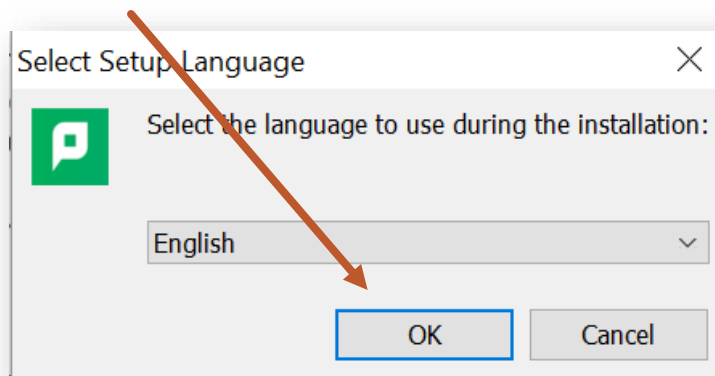 Select Setup Language
Select the language to use during the installation:
English
OK
Cancel